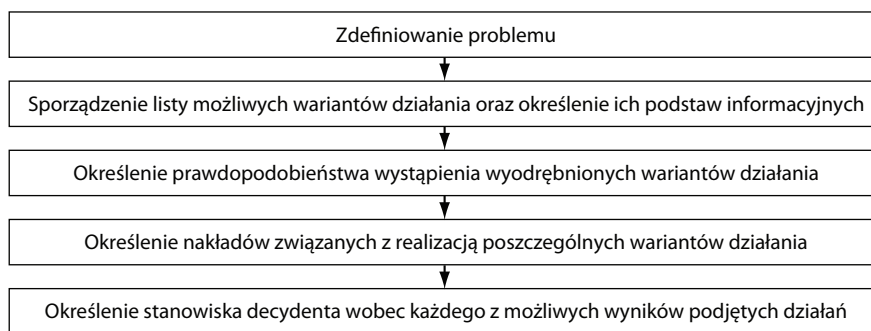 Zdefiniowanie problemu
Sporządzenie listy możliwych wariantów działania oraz określenie ich podstaw informacyjnych
Określenie prawdopodobieństwa wystąpienia wyodrębnionych wariantów działania
Określenie nakładów związanych z realizacją poszczególnych wariantów działania
Określenie stanowiska decydenta wobec każdego z możliwych wyników podjętych działań